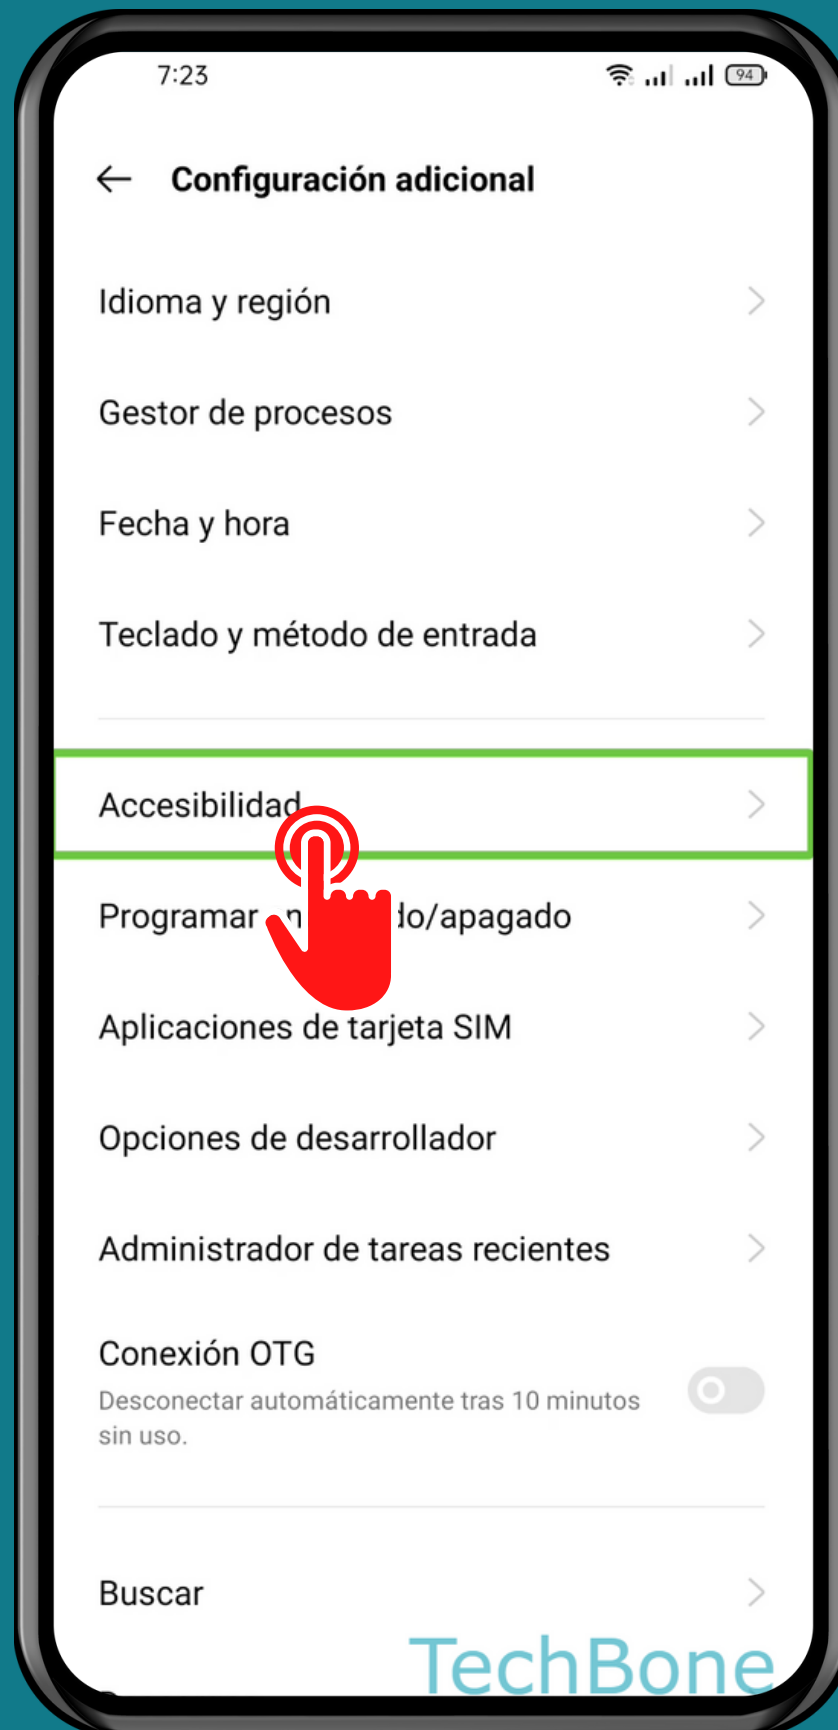 7:23
94
Configuración adicional
Idioma y región
Gestor de procesos
Fecha y hora
Teclado y método de entrada
Accesibilidad
Programar do/apagado
Aplicaciones de tarjeta SIM
Opciones de desarrollador
Administrador de tareas recientes
Conexión OTG
Desconectar automáticamente tras 10 minutos
sin uso.
Buscar
TechBone